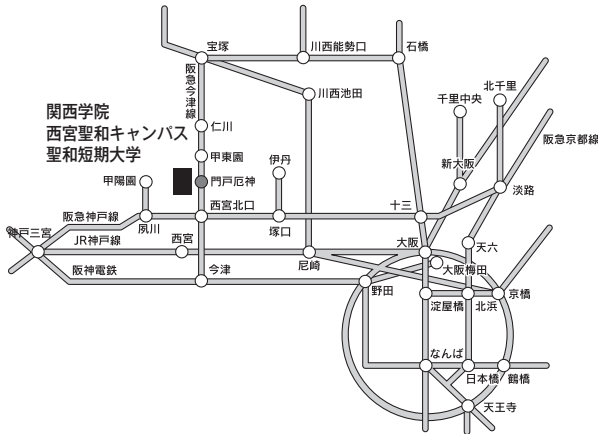 宝塚
川西能勢口
石橋
阪急今津線
川西池田
北千里
千里中央
関西学院
西宮聖和キャンパス
聖和短期大学
仁川
阪急京都線
甲東園
伊丹
新大阪
甲陽園
門戸厄神
淡路
西宮北口
十三
阪急神戸線
夙川
塚口
神戸三宮
JR神戸線
西宮
大阪
天六
尼崎
阪神電鉄
今津
大阪梅田
野田
京橋
淀屋橋
北浜
なんば
日本橋
鶴橋
天王寺